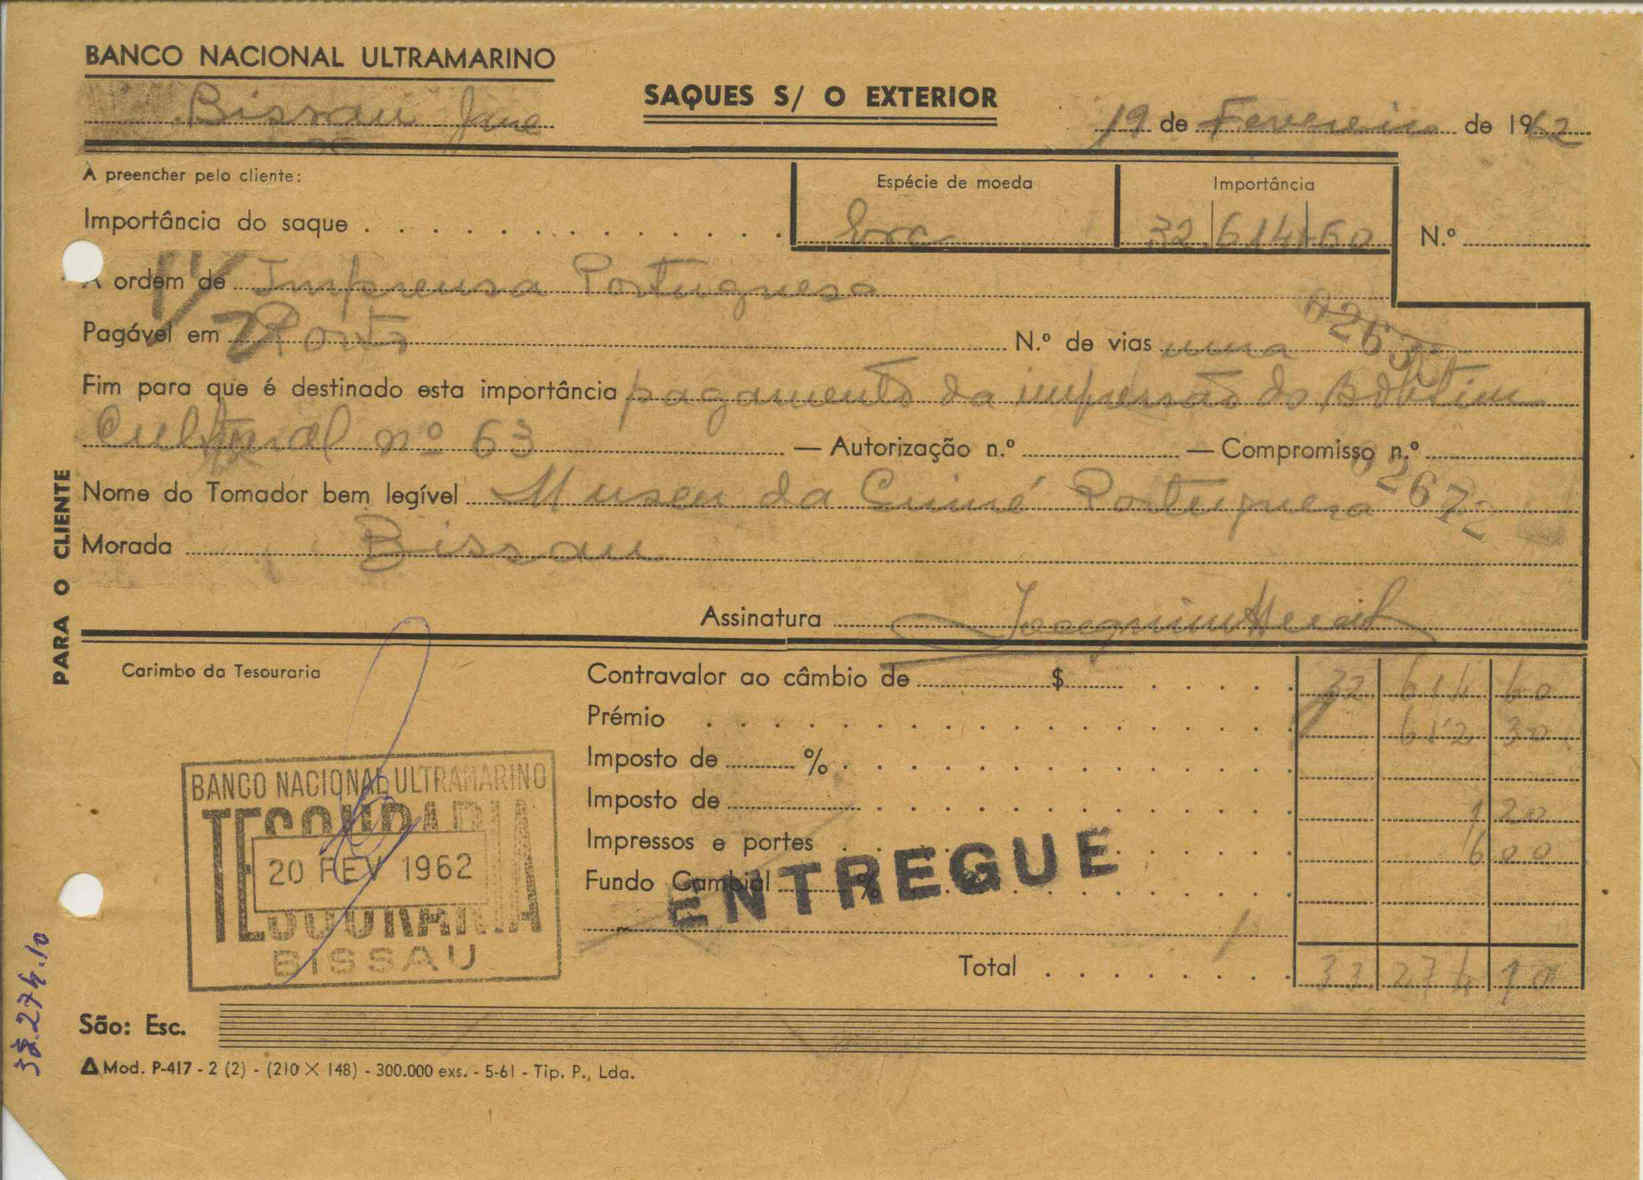 BANCO NACIONAL ULTRAMARINO
Bissau
SAQUES S/ O EXTERIOR
19 de Fevereiro de 1962
A preencher pelo cliente:
Espécie de moeda
Importância
Importância do saque
Esc
32 614 60
N.º
À ordem de Imprensa Portuguesa
Pagável em Porto
N.º de vias uma
Fim para que é destinado esta importância pagamento da impressão do Boletim
Cultural nº 63 — Autorização n.º — Compromisso n.º
02672
Nome do Tomador bem legível Museu da Guiné Portuguesa
Morada Bissau
PARA O CLIENTE
Assinatura
Carimbo da Tesouraria
Contravalor ao câmbio de $ 32 614 60
Prémio 652 30
Imposto de %
Imposto de 1 20
Impressos e portes 6 00
Fundo Cambial
ENTREGUE
Total 33 274 10
BANCO NACIONAL ULTRAMARINO
TESOURARIA
20 FEV 1962
TESOURARIA
BISSAU
33.274.10
São: Esc.
Mod. P-417 - 2 (2) - (210 X 148) - 300.000 exs. - 5-61 - Tip. P., Lda.